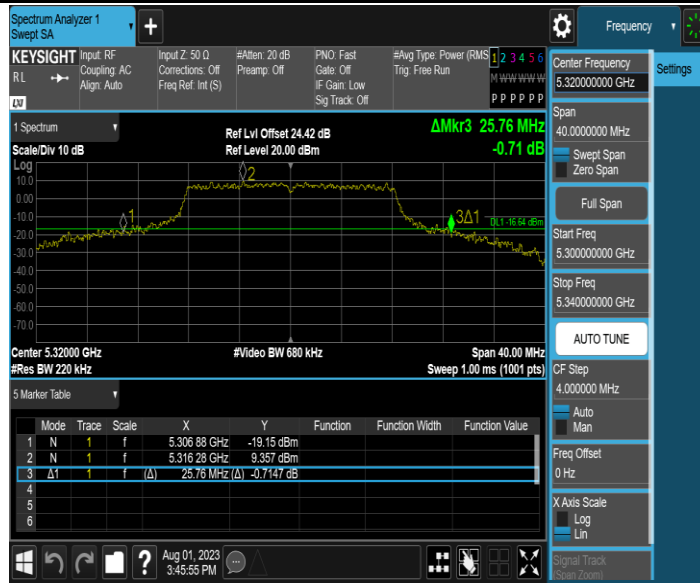 Spectrum Analyzer 1
Swept SA
+
Frequency
KEYSIGHT
RL
LXI
Input: RF
Coupling: AC
Align: Auto
Input Z: 50 Ω
Corrections: Off
Freq Ref: Int (S)
#Atten: 20 dB
Preamp: Off
PNO: Fast
Gate: Off
IF Gain: Low
Sig Track: Off
#Avg Type: Power (RMS
Trig: Free Run
1 2 3 4 5 6
M W W W W W
P P P P P P
1 Spectrum
Scale/Div 10 dB
Ref Lvl Offset 24.42 dB
Ref Level 20.00 dBm
ΔMkr3 25.76 MHz
-0.71 dB
Log
10.0
0.00
-10.0
-20.0
-30.0
-40.0
-50.0
-60.0
-70.0
1
2
3Δ1
DL1 -16.64 dBm
Center 5.32000 GHz
#Res BW 220 kHz
#Video BW 680 kHz
Span 40.00 MHz
Sweep 1.00 ms (1001 pts)
5 Marker Table
Mode Trace Scale X Y Function Function Width Function Value
1 N 1 f 5.306 88 GHz -19.15 dBm
2 N 1 f 5.316 28 GHz 9.357 dBm
3 Δ1 1 f (Δ) 25.76 MHz (Δ) -0.7147 dB
4
5
6
?
Aug 01, 2023
3:45:55 PM
Center Frequency
5.320000000 GHz
Span
40.0000000 MHz
Swept Span
Zero Span
Full Span
Start Freq
5.300000000 GHz
Stop Freq
5.340000000 GHz
AUTO TUNE
CF Step
4.000000 MHz
Auto
Man
Freq Offset
0 Hz
X Axis Scale
Log
Lin
Signal Track
(Span Zoom)
Settings